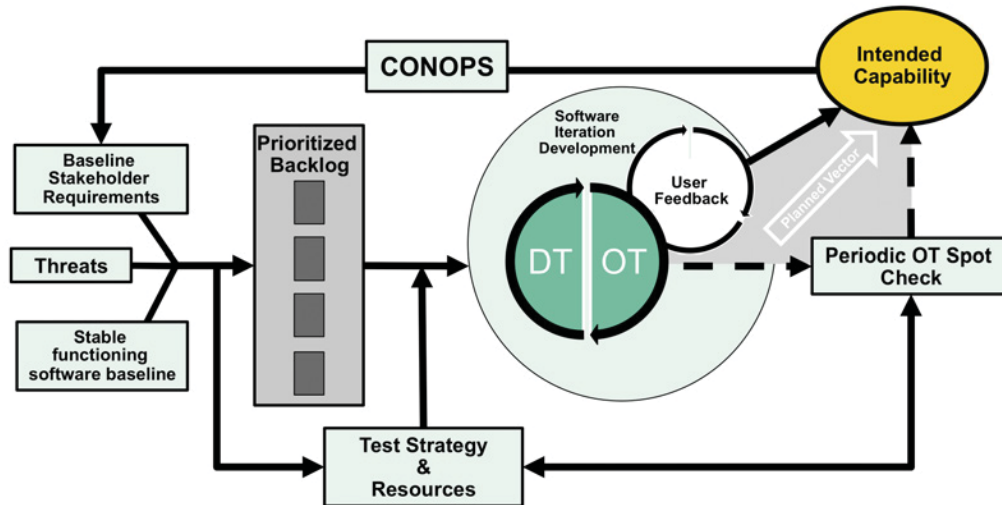 CONOPS
Intended
Capability
Baseline
Stakeholder
Requirements
Threats
Stable
functioning
software baseline
Prioritized
Backlog
Software
Iteration
Development
User
Feedback
DT
OT
Planned Vector
Periodic OT Spot
Check
Test Strategy
&
Resources